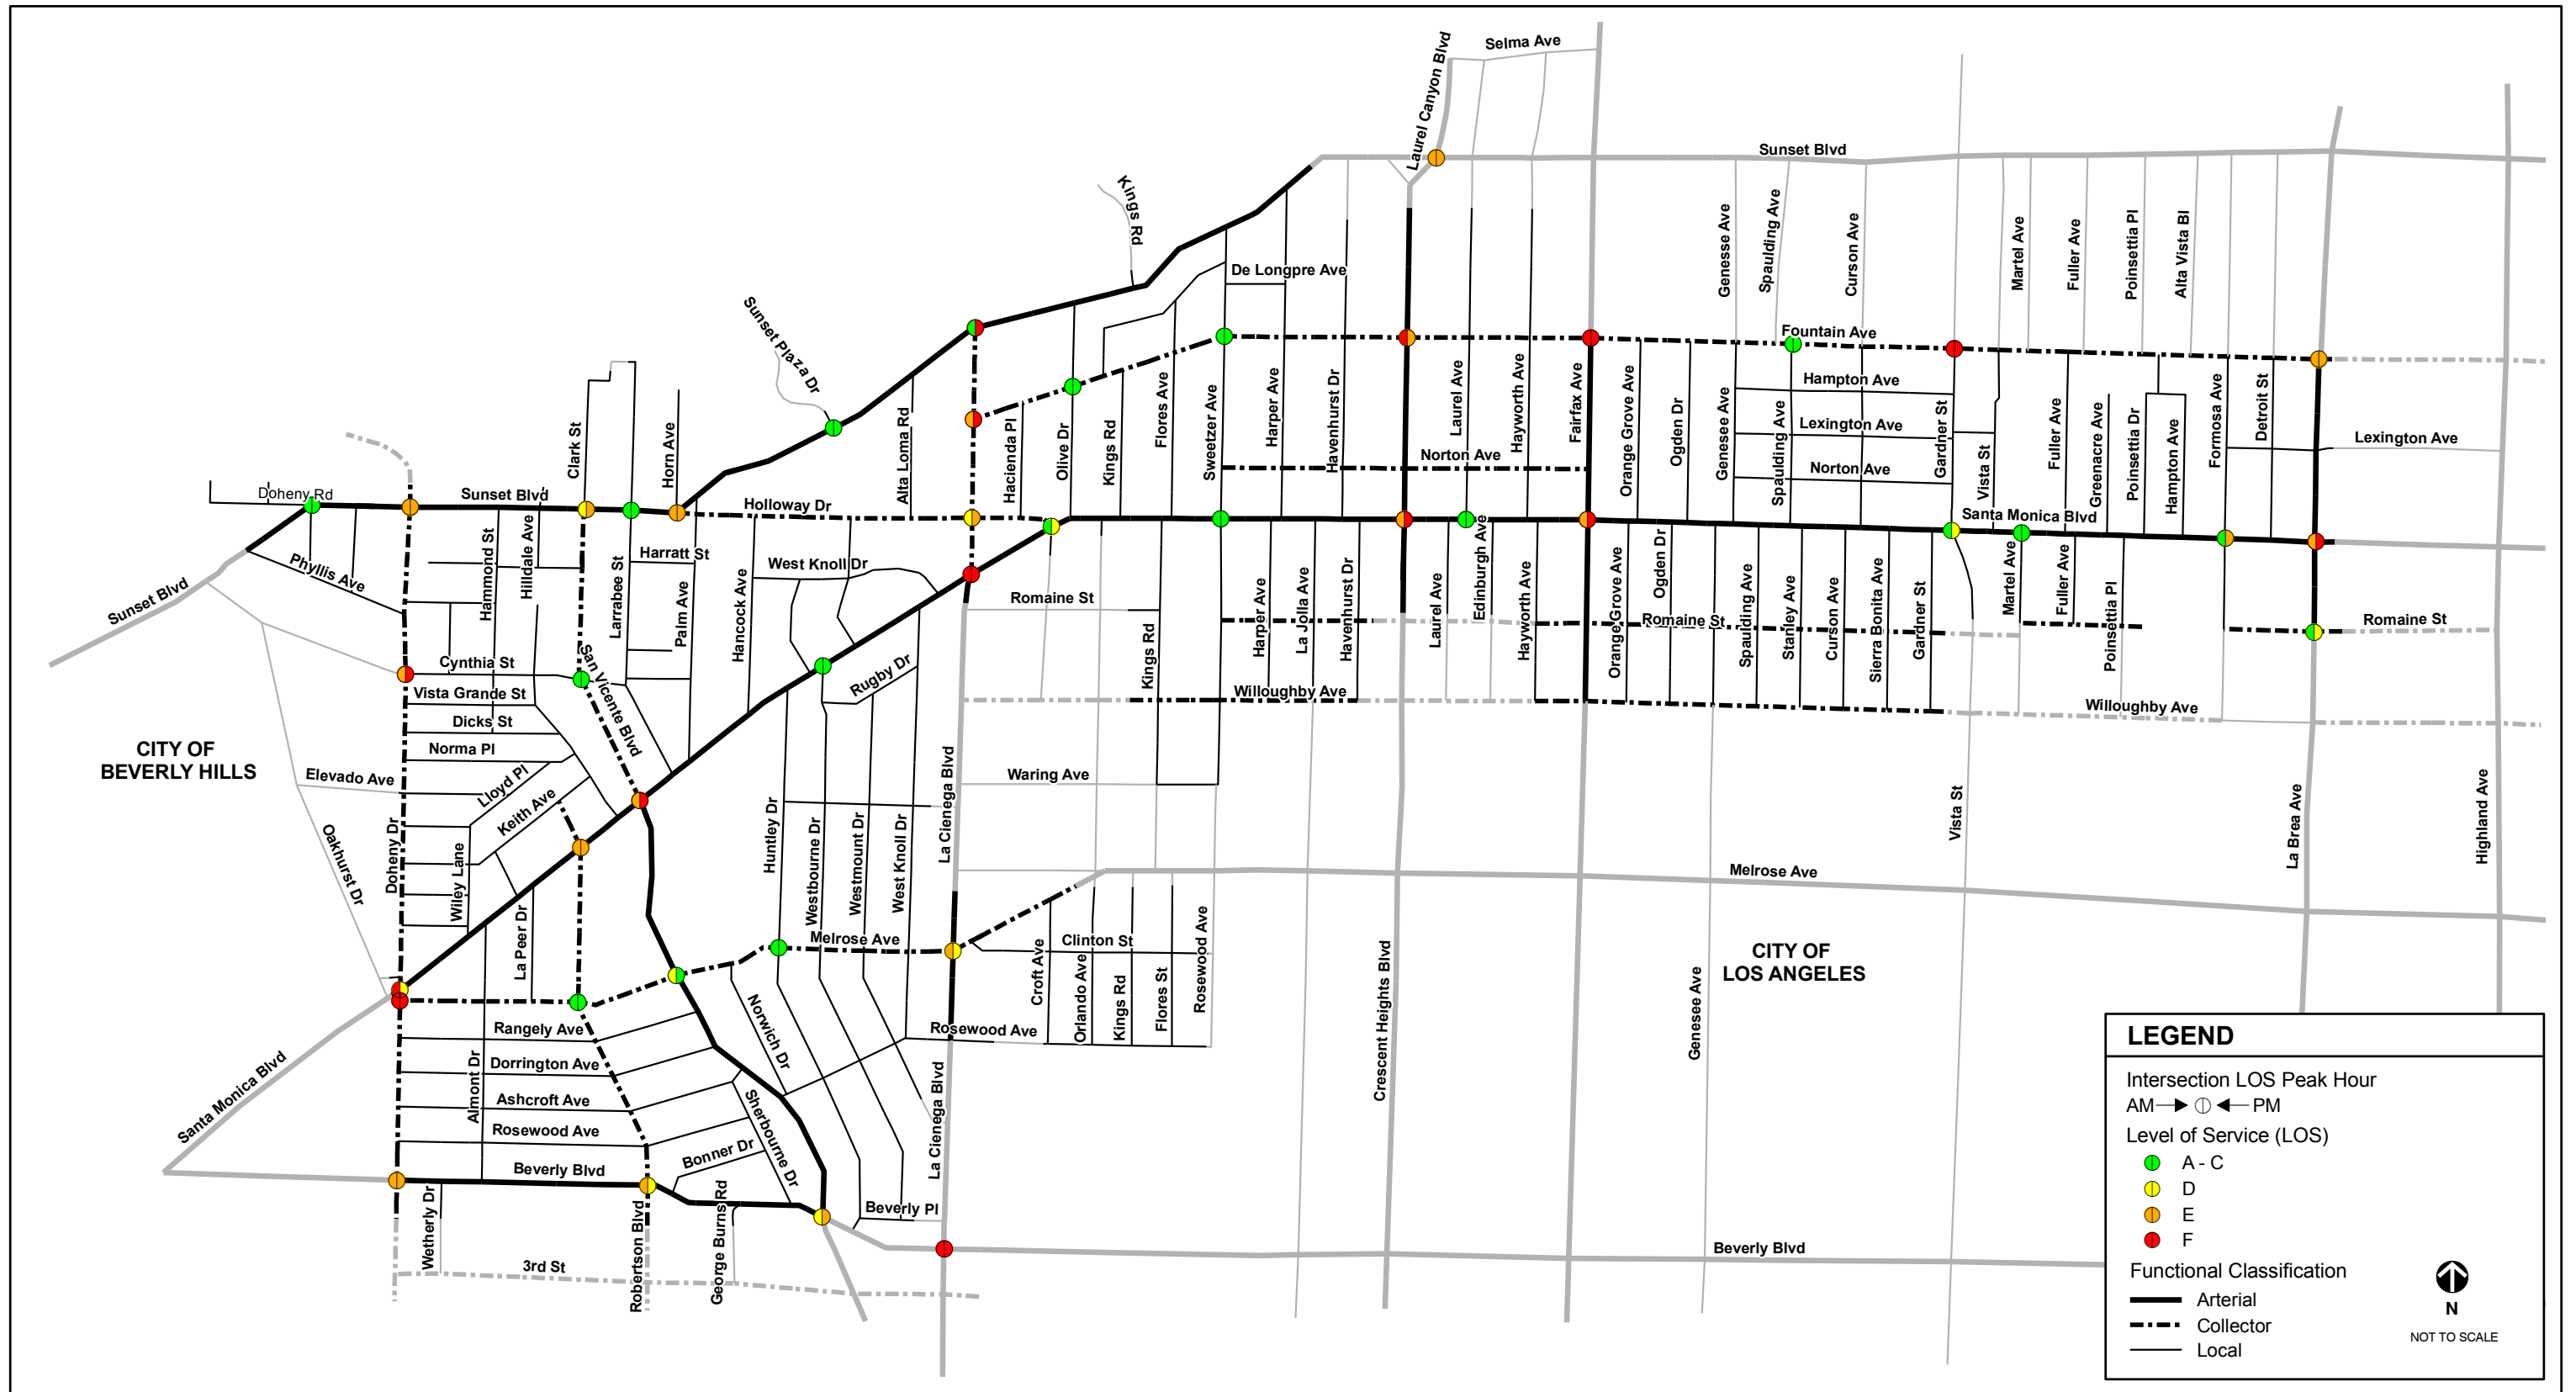 Selma Ave
Laurel Canyon Blvd
Sunset Blvd
Kings Rd
De Longpre Ave
Genesee Ave
Spaulding Ave
Curson Ave
Martel Ave
Fuller Ave
Poinsettia Pl
Alta Vista Bl
Sunset Plaza Dr
Fountain Ave
Hampton Ave
Lexington Ave
Norton Ave
Lexington Ave
Norton Ave
Clark St
Horn Ave
Alta Loma Rd
Hacienda Pl
Olive Dr
Kings Rd
Flores Ave
Sweetzer Ave
Harper Ave
Havenhurst Dr
Laurel Ave
Hayworth Ave
Fairfax Ave
Orange Grove Ave
Ogden Dr
Genesee Ave
Spaulding Ave
Gardner St
Vista St
Fuller Ave
Greenacre Ave
Poinsettia Dr
Hampton Ave
Formosa Ave
Detroit St
Doheny Rd
Sunset Blvd
Holloway Dr
Santa Monica Blvd
Phyllis Ave
Hammond St
Hilldale Ave
Larrabee St
Harratt St
Palm Ave
Hancock Ave
West Knoll Dr
Romaine St
Kings Rd
Harper Ave
La Jolla Ave
Havenhurst Dr
Laurel Ave
Edinburgh Ave
Hayworth Ave
Orange Grove Ave
Ogden Dr
Romaine St
Spaulding Ave
Stanley Ave
Curson Ave
Sierra Bonita Ave
Gardner St
Martel Ave
Fuller Ave
Poinsettia Pl
Romaine St
Sunset Blvd
Cynthia St
San Vicente Blvd
Rugby Dr
Vista Grande St
Willoughby Ave
Willoughby Ave
Dicks St
Norma Pl
CITY OF
BEVERLY HILLS
Elevado Ave
Lloyd Pl
Keith Ave
Waring Ave
Oakhurst Dr
Doheny Dr
Wiley Lane
La Peer Dr
Huntley Dr
Westbourne Dr
Westmount Dr
West Knoll Dr
La Cienega Blvd
Melrose Ave
Vista St
La Brea Ave
Highland Ave
Melrose Ave
Clinton St
Croft Ave
Orlando Ave
Kings Rd
Flores St
Rosewood Ave
Crescent Heights Blvd
Genesee Ave
CITY OF
LOS ANGELES
Rangely Ave
Norwich Dr
Rosewood Ave
Santa Monica Blvd
Almont Dr
Dorrington Ave
Ashcroft Ave
Sherbourne Dr
La Cienega Blvd
Rosewood Ave
Bonner Dr
Beverly Blvd
Wetherly Dr
Robertson Blvd
George Burns Rd
Beverly Pl
3rd St
Beverly Blvd
LEGEND
Intersection LOS Peak Hour
AM PM
Level of Service (LOS)
A - C
D
E
F
Functional Classification
Arterial
Collector
Local
N
NOT TO SCALE